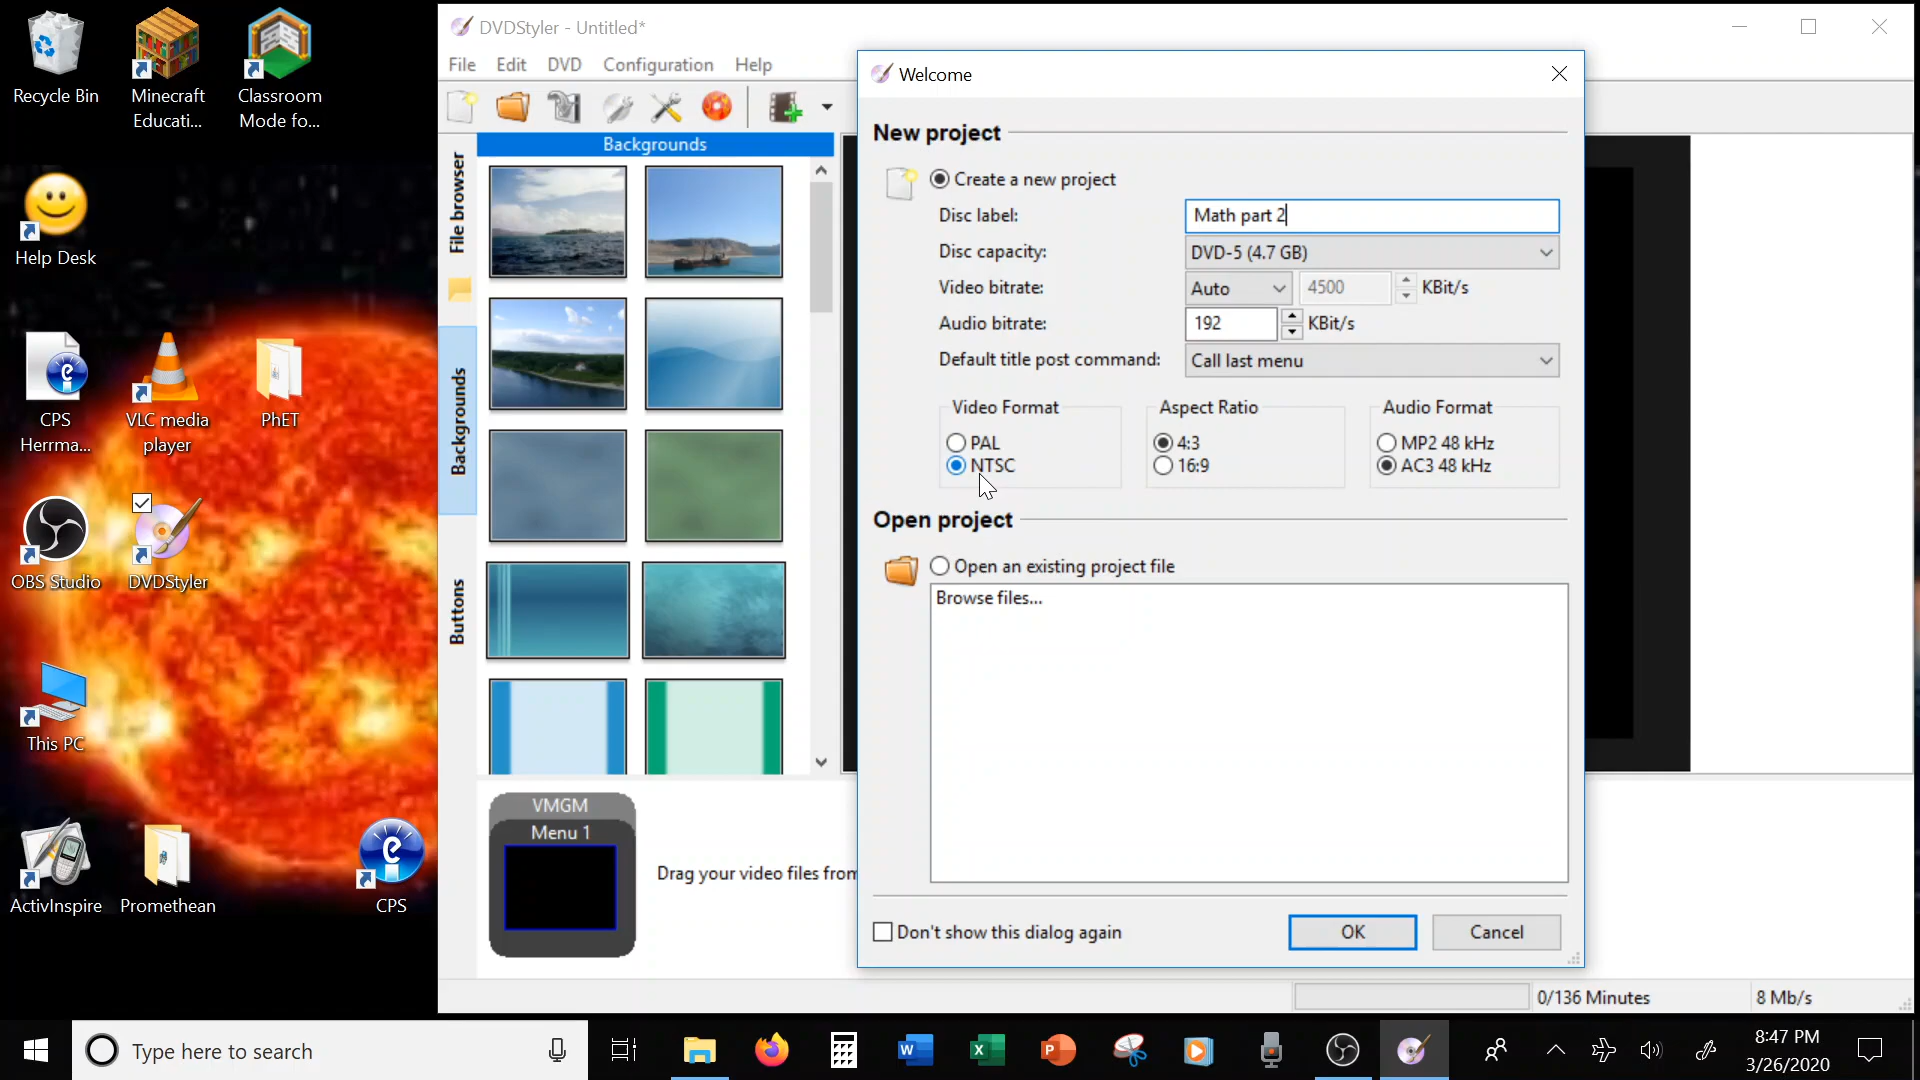 Recycle Bin
Minecraft
Educati...
Classroom
Mode fo...
Help Desk
CPS
Herrma...
VLC media
player
PhET
OBS Studio
DVDStyler
This PC
ActivInspire
Promethean
CPS
DVDStyler - Untitled*
File Edit DVD Configuration Help
File browser
Backgrounds
Buttons
Backgrounds
VMGM
Menu 1
Drag your video files from
Welcome
New project
Create a new project
Disc label: Math part 2
Disc capacity: DVD-5 (4.7 GB)
Video bitrate: Auto 4500 KBit/s
Audio bitrate: 192 KBit/s
Default title post command: Call last menu
Video Format Aspect Ratio Audio Format
PAL 4:3 MP2 48 kHz
NTSC 16:9 AC3 48 kHz
Open project
Open an existing project file
Browse files...
Don't show this dialog again
OK Cancel
0/136 Minutes 8 Mb/s
Type here to search
8:47 PM
3/26/2020